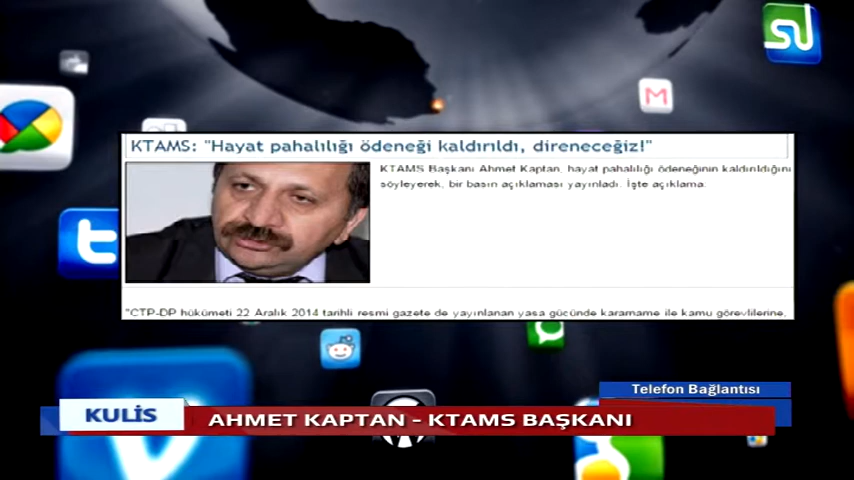 KTAMS: "Hayat pahalılığı ödeneği kaldırıldı, direneceğiz!"
KTAMS Başkanı Ahmet Kaptan, hayat pahalılığı ödeneğinin kaldırıldığını
söyleyerek, bir basın açıklaması yayınladı. İşte açıklama:
"CTP-DP hükümeti 22 Aralık 2014 tarihli resmi gazete de yayınlanan yasa gücünde kararname ile kamu görevlilerine,
Telefon Bağlantısı
KULİS
AHMET KAPTAN - KTAMS BAŞKANI